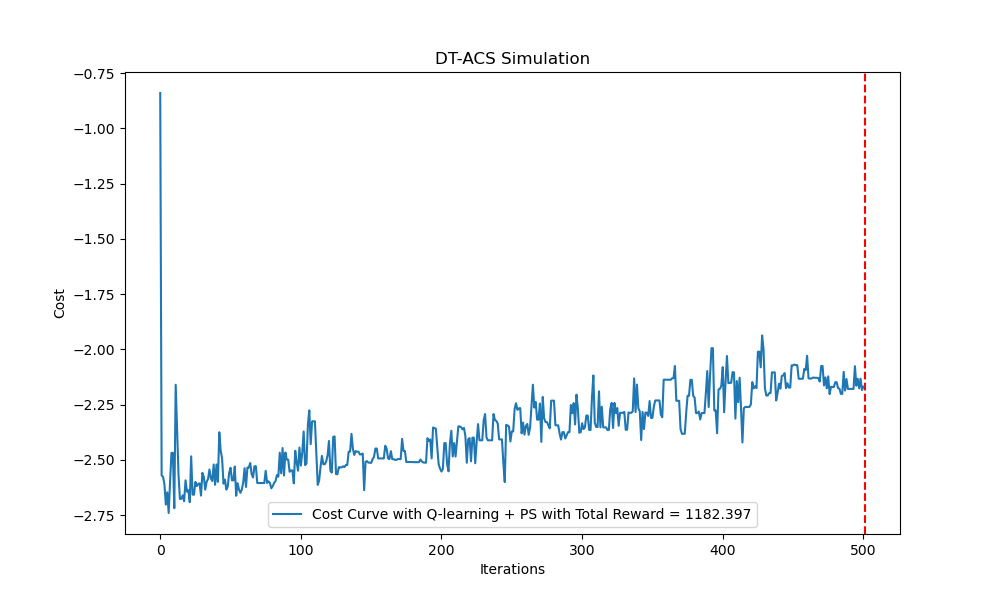 DT-ACS Simulation
−0.75
−1.00
−1.25
−1.50
−1.75
−2.00
−2.25
−2.50
−2.75
Cost
Cost Curve with Q-learning + PS with Total Reward = 1182.397
0 100 200 300 400 500
Iterations